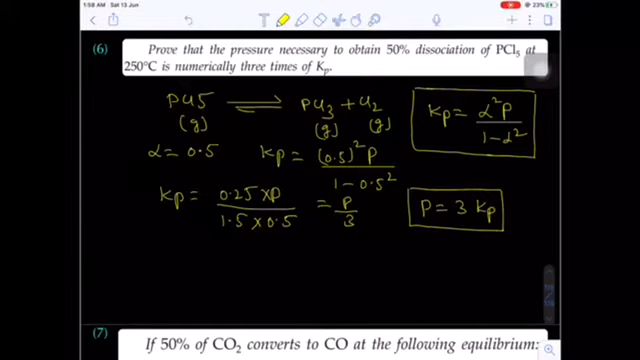 1:58 AM Sat 13 Jun
23%
(6) Prove that the pressure necessary to obtain 50% dissociation of PCl₅ at
250°C is numerically three times of Kₚ.
PCl5 ⇌ PCl₃ + Cl₂
(g) (g) (g)
Kp = α²P / 1-α²
α = 0.5 Kp = (0.5)² P / 1 - 0.5²
Kp = 0.25 × P / 1.5 × 0.5 = P / 3
P = 3 Kp
(7)
If 50% of CO₂ converts to CO at the following equilibrium: